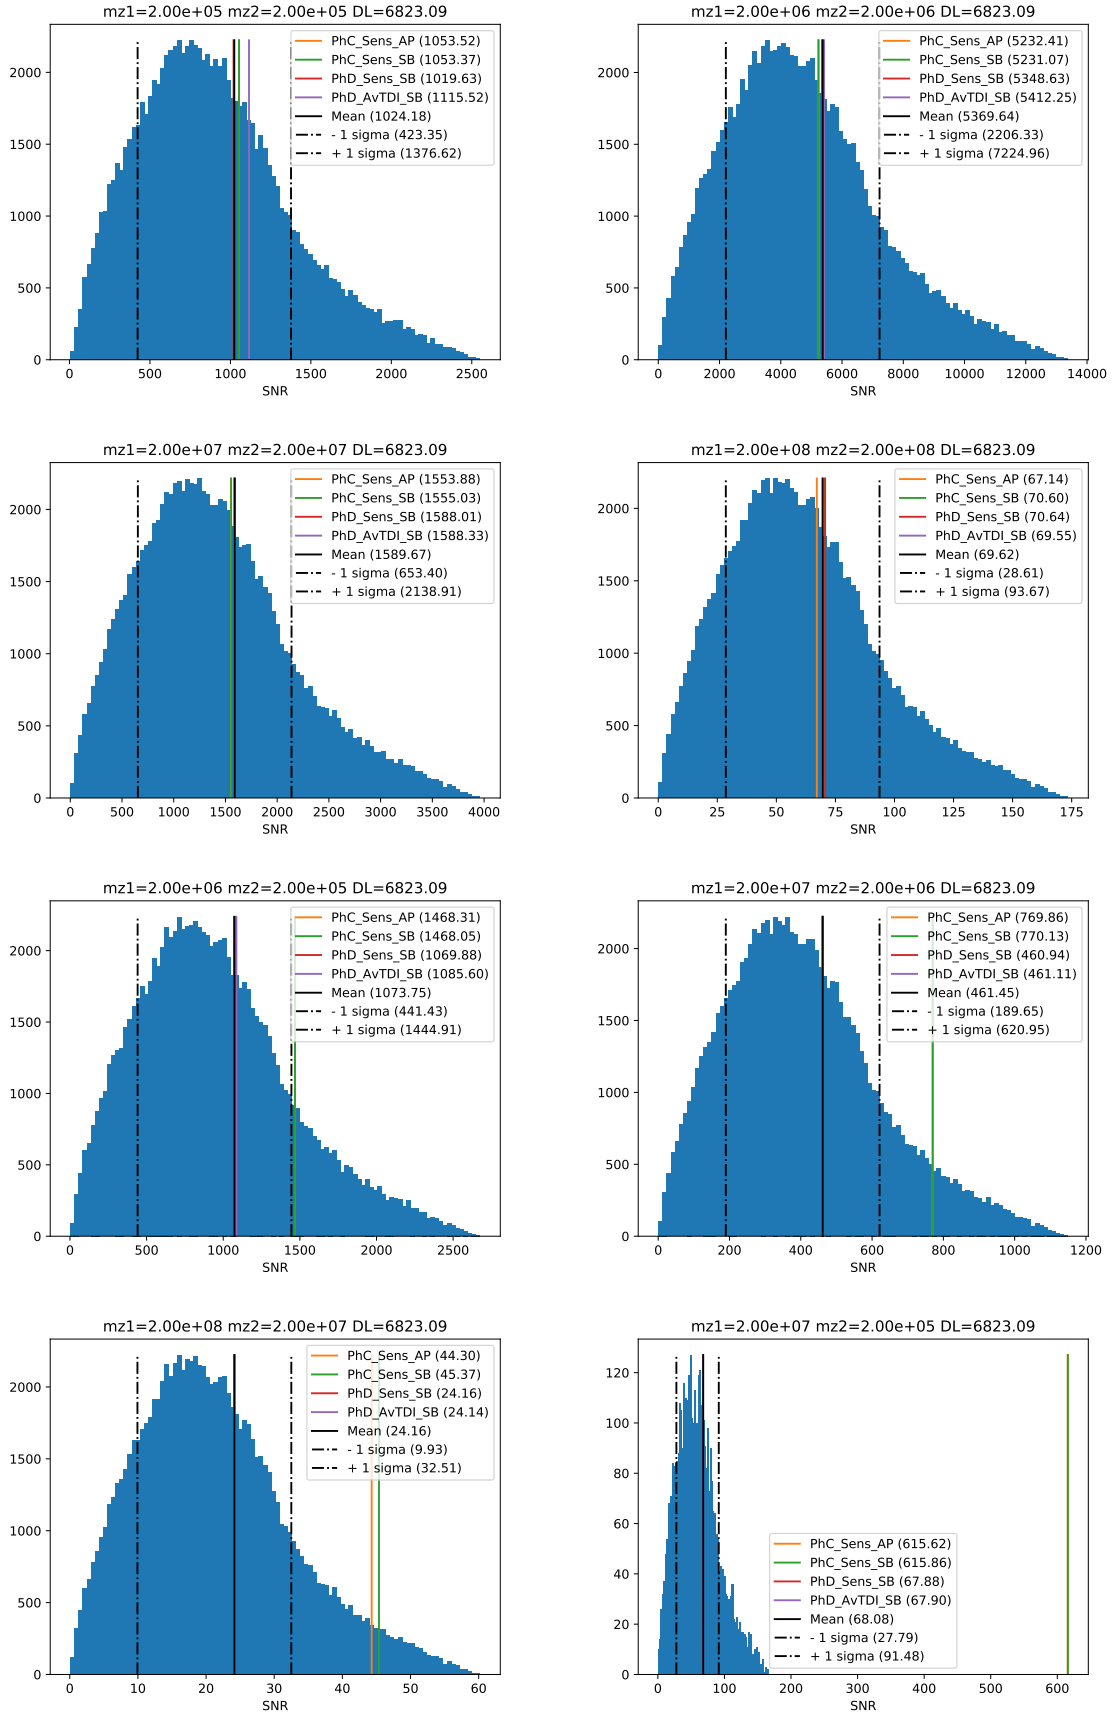 mz1=2.00e+05 mz2=2.00e+05 DL=6823.09
PhC_Sens_AP (1053.52)
PhC_Sens_SB (1053.37)
PhD_Sens_SB (1019.63)
PhD_AvTDI_SB (1115.52)
Mean (1024.18)
- 1 sigma (423.35)
+ 1 sigma (1376.62)
2000
1500
1000
500
0
0 500 1000 1500 2000 2500
SNR
mz1=2.00e+06 mz2=2.00e+06 DL=6823.09
PhC_Sens_AP (5232.41)
PhC_Sens_SB (5231.07)
PhD_Sens_SB (5348.63)
PhD_AvTDI_SB (5412.25)
Mean (5369.64)
- 1 sigma (2206.33)
+ 1 sigma (7224.96)
2000
1500
1000
500
0
0 2000 4000 6000 8000 10000 12000 14000
SNR
mz1=2.00e+07 mz2=2.00e+07 DL=6823.09
PhC_Sens_AP (1553.88)
PhC_Sens_SB (1555.03)
PhD_Sens_SB (1588.01)
PhD_AvTDI_SB (1588.33)
Mean (1589.67)
- 1 sigma (653.40)
+ 1 sigma (2138.91)
2000
1500
1000
500
0
0 500 1000 1500 2000 2500 3000 3500 4000
SNR
mz1=2.00e+08 mz2=2.00e+08 DL=6823.09
PhC_Sens_AP (67.14)
PhC_Sens_SB (70.60)
PhD_Sens_SB (70.64)
PhD_AvTDI_SB (69.55)
Mean (69.62)
- 1 sigma (28.61)
+ 1 sigma (93.67)
2000
1500
1000
500
0
0 25 50 75 100 125 150 175
SNR
mz1=2.00e+06 mz2=2.00e+05 DL=6823.09
PhC_Sens_AP (1468.31)
PhC_Sens_SB (1468.05)
PhD_Sens_SB (1069.88)
PhD_AvTDI_SB (1085.60)
Mean (1073.75)
- 1 sigma (441.43)
+ 1 sigma (1444.91)
2000
1500
1000
500
0
0 500 1000 1500 2000 2500
SNR
mz1=2.00e+07 mz2=2.00e+06 DL=6823.09
PhC_Sens_AP (769.86)
PhC_Sens_SB (770.13)
PhD_Sens_SB (460.94)
PhD_AvTDI_SB (461.11)
Mean (461.45)
- 1 sigma (189.65)
+ 1 sigma (620.95)
2000
1500
1000
500
0
0 200 400 600 800 1000 1200
SNR
mz1=2.00e+08 mz2=2.00e+07 DL=6823.09
PhC_Sens_AP (44.30)
PhC_Sens_SB (45.37)
PhD_Sens_SB (24.16)
PhD_AvTDI_SB (24.14)
Mean (24.16)
- 1 sigma (9.93)
+ 1 sigma (32.51)
2000
1500
1000
500
0
0 10 20 30 40 50 60
SNR
mz1=2.00e+07 mz2=2.00e+05 DL=6823.09
120
100
80
60
40
20
0
PhC_Sens_AP (615.62)
PhC_Sens_SB (615.86)
PhD_Sens_SB (67.88)
PhD_AvTDI_SB (67.90)
Mean (68.08)
- 1 sigma (27.79)
+ 1 sigma (91.48)
0 100 200 300 400 500 600
SNR